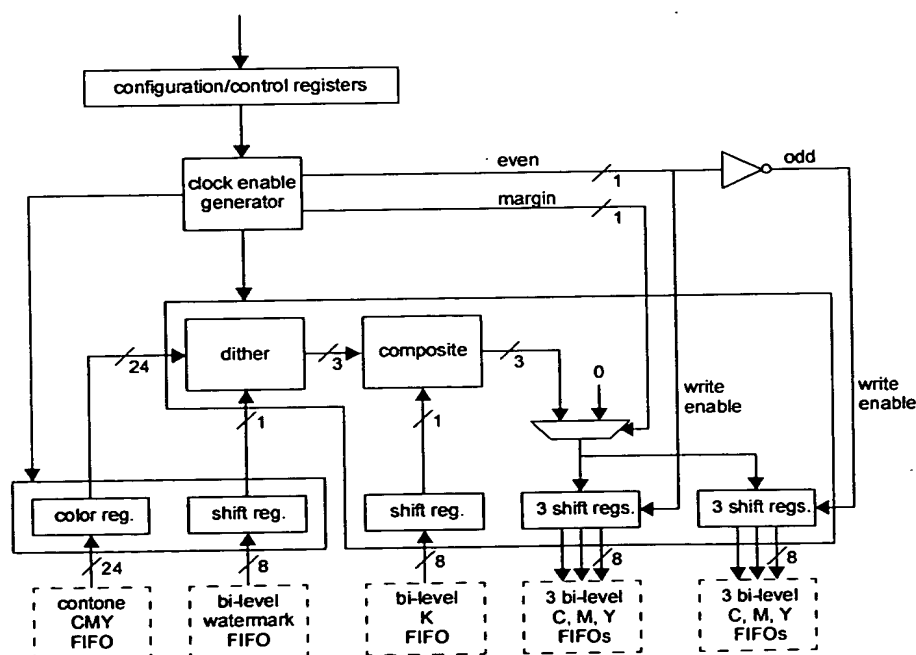 configuration/control registers
even
odd
1
clock enable
generator
margin
1
dither
composite
24
3
3
0
write
enable
write
enable
1
1
color reg.
shift reg.
shift reg.
3 shift regs.
3 shift regs.
24
8
8
8
8
contone
CMY
FIFO
bi-level
watermark
FIFO
bi-level
K
FIFO
3 bi-level
C, M, Y
FIFOs
3 bi-level
C, M, Y
FIFOs